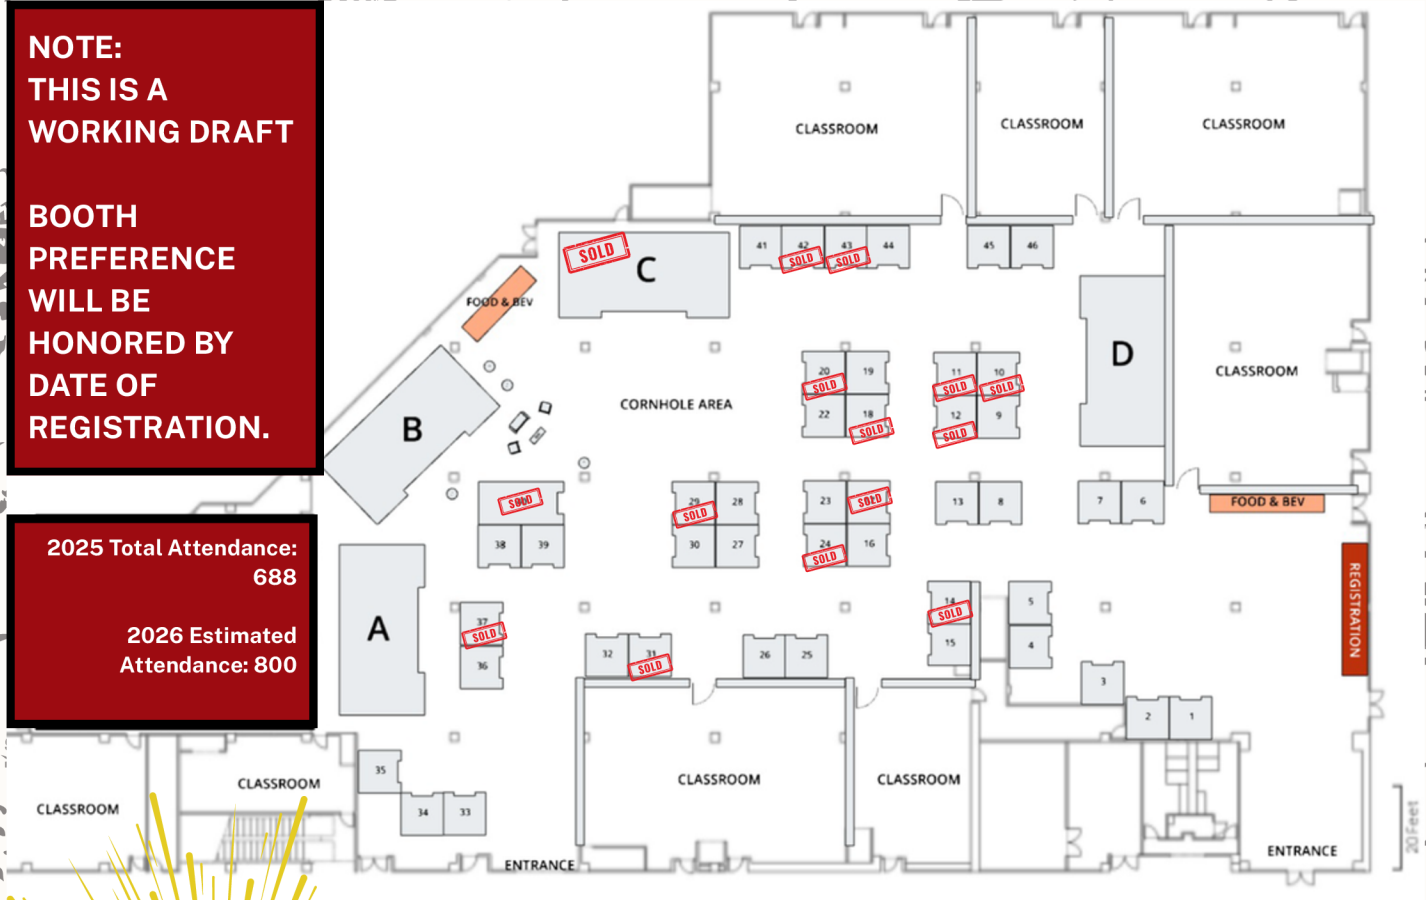 NOTE:
THIS IS A
WORKING DRAFT
BOOTH
PREFERENCE
WILL BE
HONORED BY
DATE OF
REGISTRATION.
2025 Total Attendance:
688
2026 Estimated
Attendance: 800
CLASSROOM
CLASSROOM
CLASSROOM
SOLD
C
41
42
SOLD
43
SOLD
44
45
46
FOOD & BEV
D
CLASSROOM
B
CORNHOLE AREA
20
SOLD
19
22
18
SOLD
11
SOLD
10
SOLD
12
SOLD
9
SOLD
38
39
29
SOLD
28
30
27
23
SOLD
24
SOLD
16
13
8
7
6
FOOD & BEV
REGISTRATION
A
37
SOLD
36
32
31
SOLD
26
25
14
SOLD
15
5
4
3
2
1
35
34
33
CLASSROOM
CLASSROOM
CLASSROOM
CLASSROOM
ENTRANCE
ENTRANCE
20 Feet